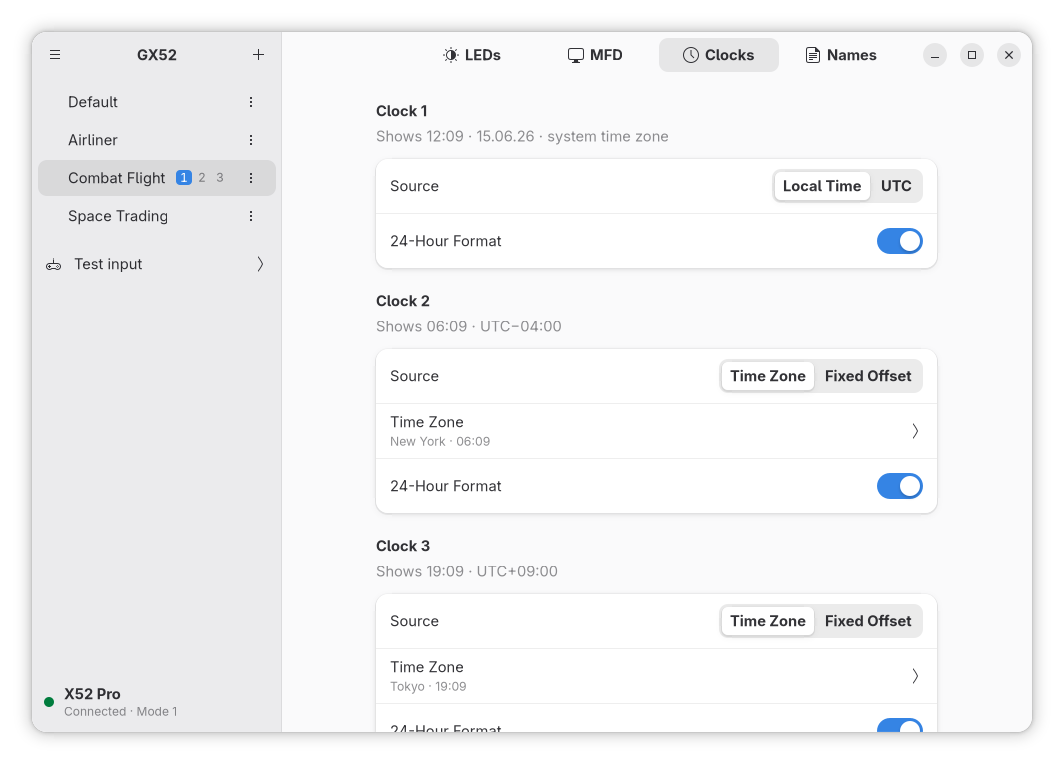 GX52
LEDs
MFD
Clocks
Names
Default
Airliner
Combat Flight 1 2 3
Space Trading
Test input
X52 Pro
Connected · Mode 1
Clock 1
Shows 12:09 · 15.06.26 · system time zone
Source
Local Time
UTC
24-Hour Format
Clock 2
Shows 06:09 · UTC−04:00
Source
Time Zone
Fixed Offset
Time Zone
New York · 06:09
24-Hour Format
Clock 3
Shows 19:09 · UTC+09:00
Source
Time Zone
Fixed Offset
Time Zone
Tokyo · 19:09
24-Hour Format